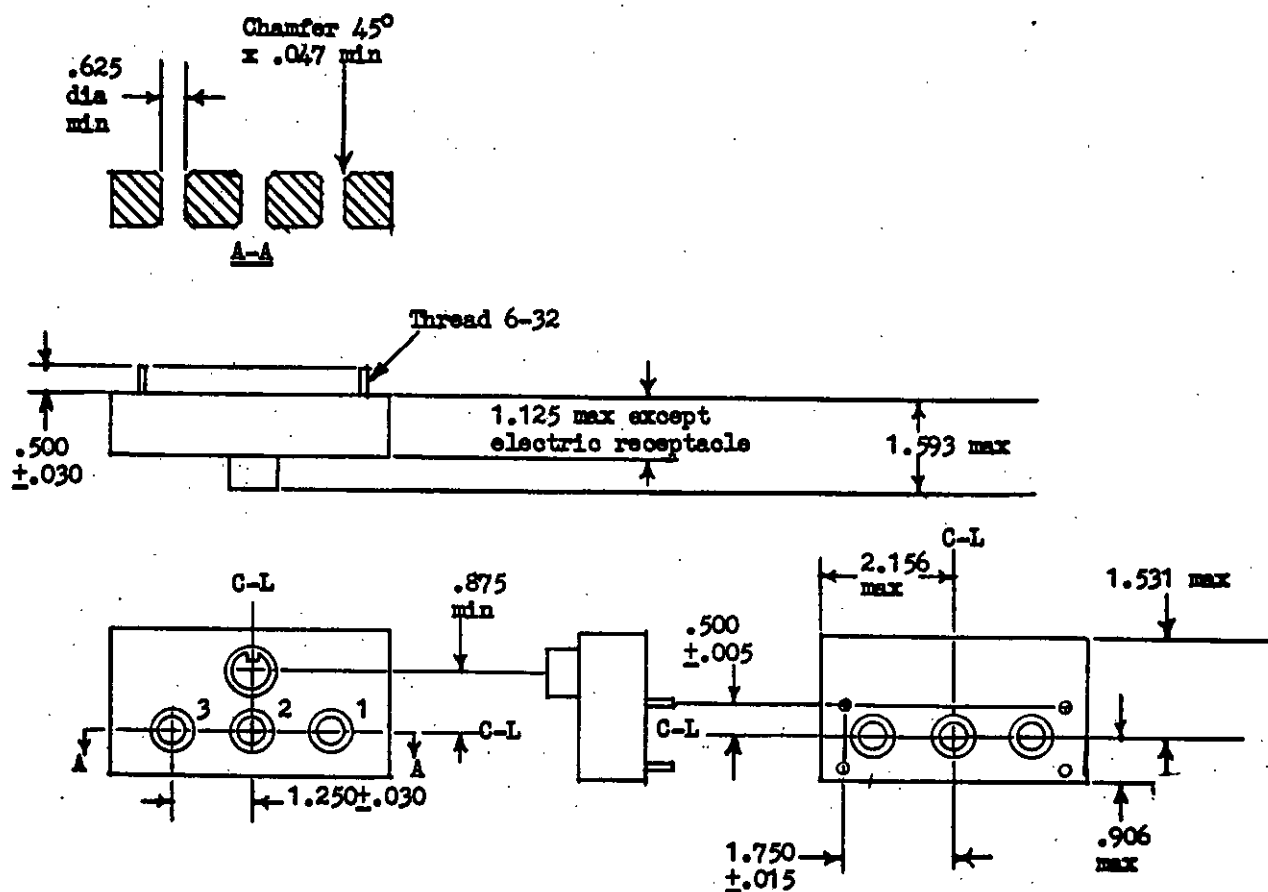 Chamfer 45°
x .047 min
.625
dia
min
A-A
Thread 6-32
.500
±.030
1.125 max except
electric receptacle
1.593 max
C-L
.875
min
3 2 1
C-L
A A
1.250±.030
C-L
2.156
max
1.531 max
.500
±.005
C-L
1.750
±.015
.906
max